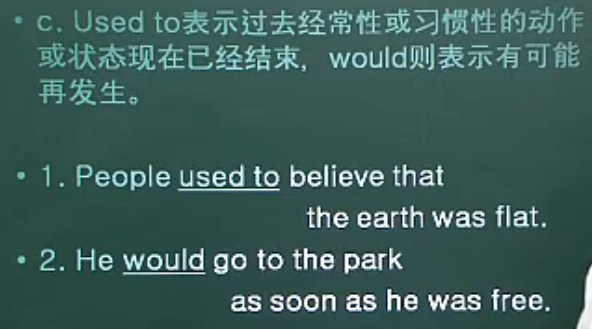 • c. Used to表示过去经常性或习惯性的动作
或状态现在已经结束，would则表示有可能
再发生。
• 1. People used to believe that
the earth was flat.
• 2. He would go to the park
as soon as he was free.